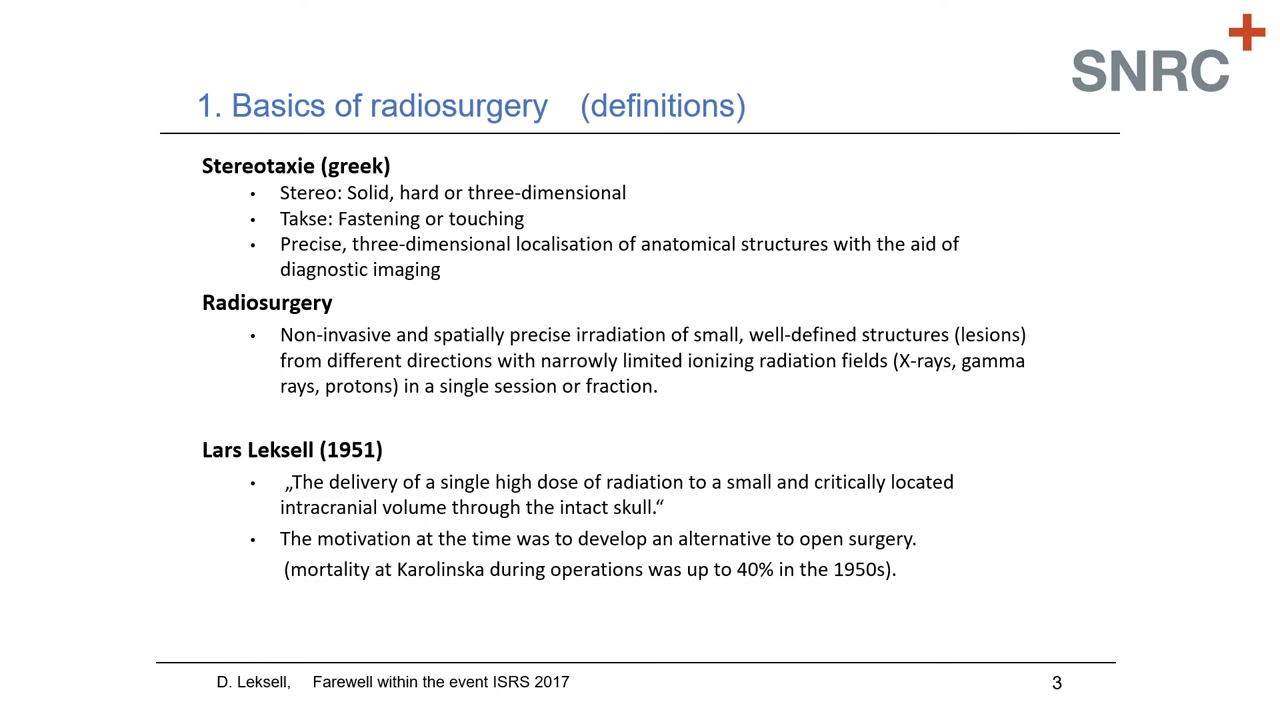 SNRC
1. Basics of radiosurgery (definitions)
Stereotaxie (greek)
• Stereo: Solid, hard or three-dimensional
• Takse: Fastening or touching
• Precise, three-dimensional localisation of anatomical structures with the aid of
diagnostic imaging
Radiosurgery
• Non-invasive and spatially precise irradiation of small, well-defined structures (lesions)
from different directions with narrowly limited ionizing radiation fields (X-rays, gamma
rays, protons) in a single session or fraction.
Lars Leksell (1951)
• „The delivery of a single high dose of radiation to a small and critically located
intracranial volume through the intact skull.“
• The motivation at the time was to develop an alternative to open surgery.
(mortality at Karolinska during operations was up to 40% in the 1950s).
D. Leksell, Farewell within the event ISRS 2017 3